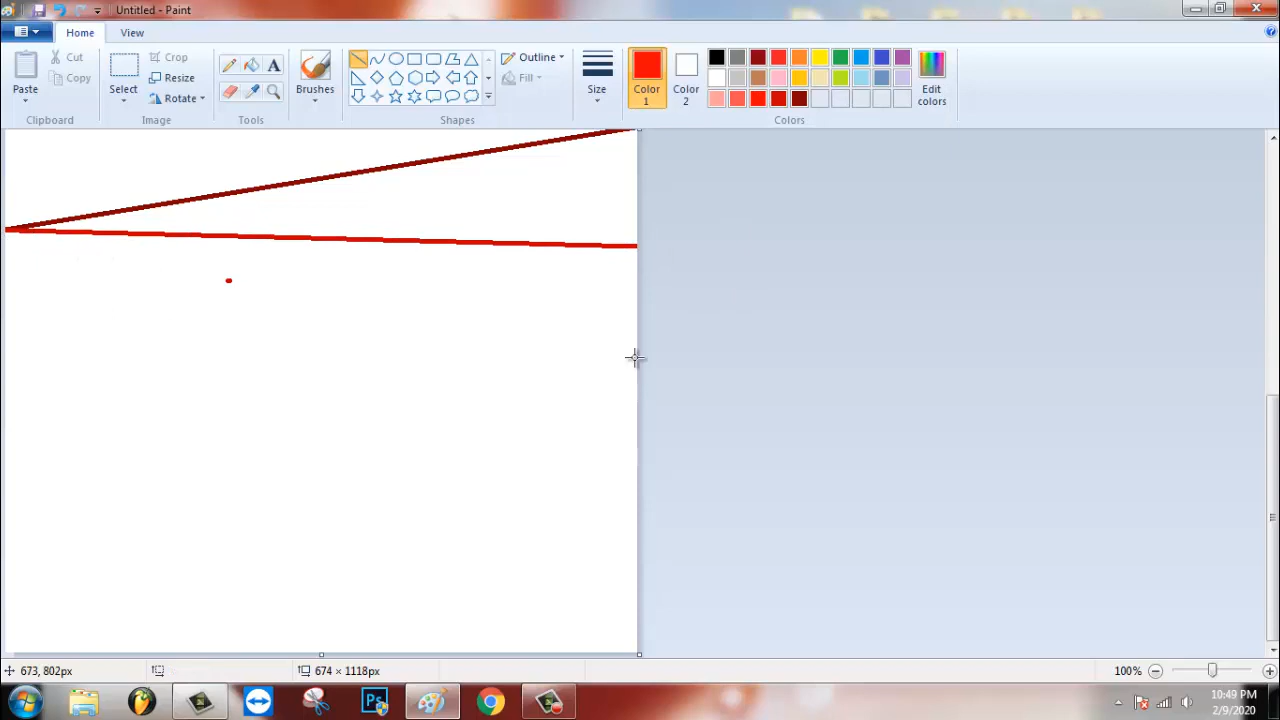 Untitled - Paint
Home
View
Paste
Cut
Copy
Clipboard
Select
Crop
Resize
Rotate
Image
A
Tools
Brushes
Outline
Fill
Shapes
Size
Color 1
Color 2
Edit colors
Colors
673, 802px
674 × 1118px
100%
Ps
10:49 PM
2/9/2020